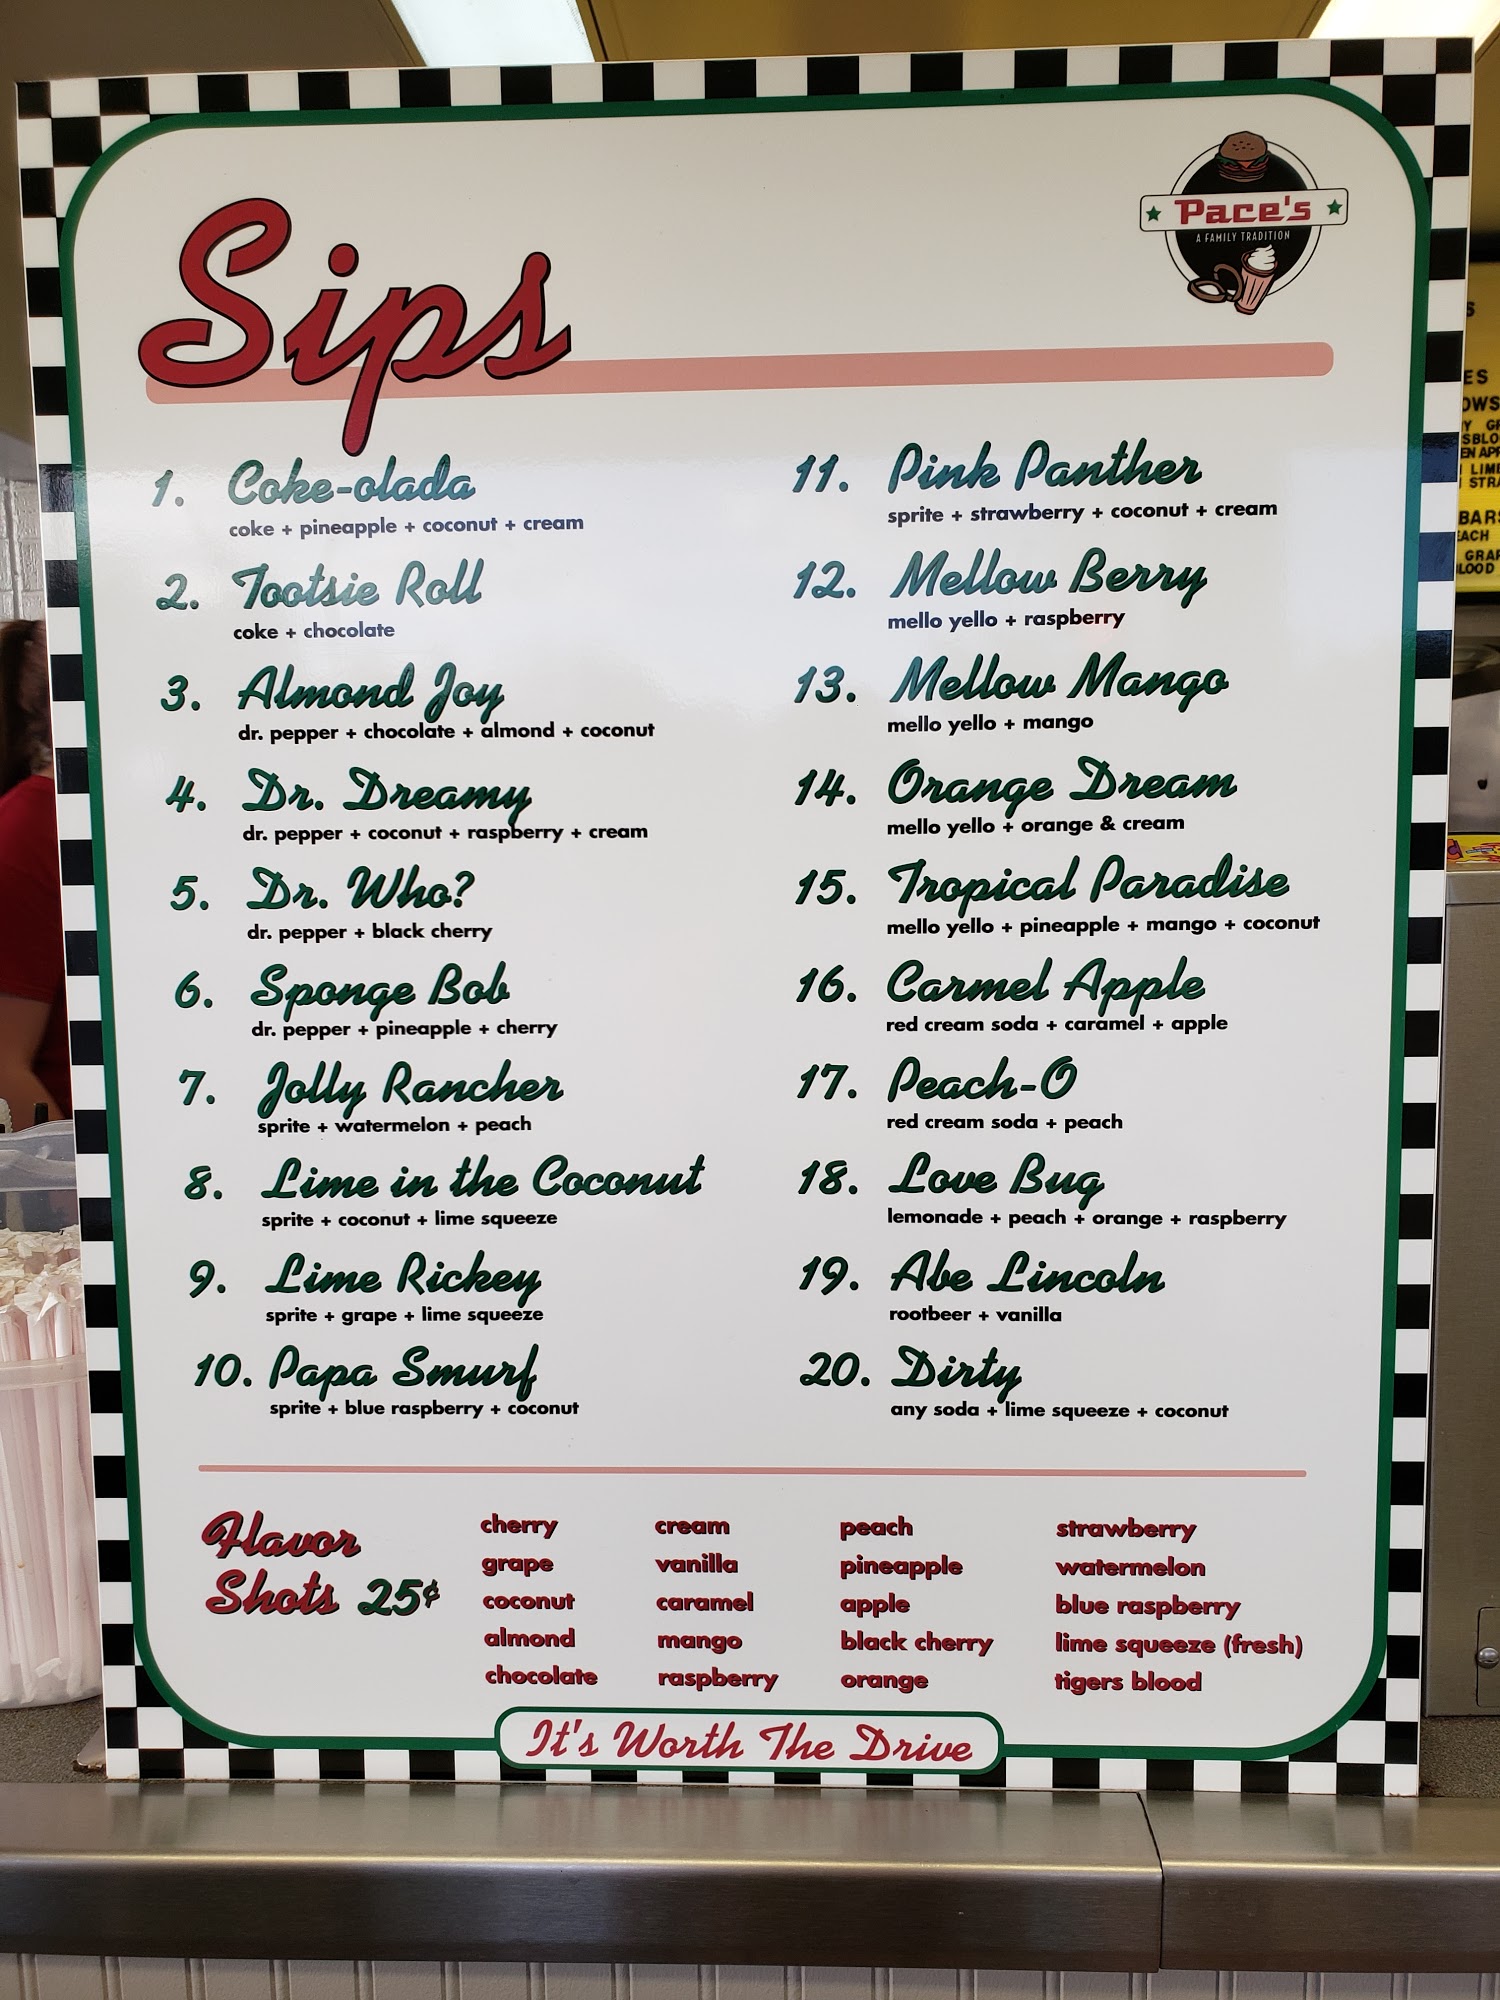 Pace's
A FAMILY TRADITION
Sips
1. Coke-olada
coke + pineapple + coconut + cream
2. Tootsie Roll
coke + chocolate
3. Almond Joy
dr. pepper + chocolate + almond + coconut
4. Dr. Dreamy
dr. pepper + coconut + raspberry + cream
5. Dr. Who?
dr. pepper + black cherry
6. Sponge Bob
dr. pepper + pineapple + cherry
7. Jolly Rancher
sprite + watermelon + peach
8. Lime in the Coconut
sprite + coconut + lime squeeze
9. Lime Rickey
sprite + grape + lime squeeze
10. Papa Smurf
sprite + blue raspberry + coconut
11. Pink Panther
sprite + strawberry + coconut + cream
12. Mellow Berry
mello yello + raspberry
13. Mellow Mango
mello yello + mango
14. Orange Dream
mello yello + orange & cream
15. Tropical Paradise
mello yello + pineapple + mango + coconut
16. Carmel Apple
red cream soda + caramel + apple
17. Peach-O
red cream soda + peach
18. Love Bug
lemonade + peach + orange + raspberry
19. Abe Lincoln
rootbeer + vanilla
20. Dirty
any soda + lime squeeze + coconut
Flavor
Shots 25¢
cherry
grape
coconut
almond
chocolate
cream
vanilla
caramel
mango
raspberry
peach
pineapple
apple
black cherry
orange
strawberry
watermelon
blue raspberry
lime squeeze (fresh)
tigers blood
It's Worth The Drive